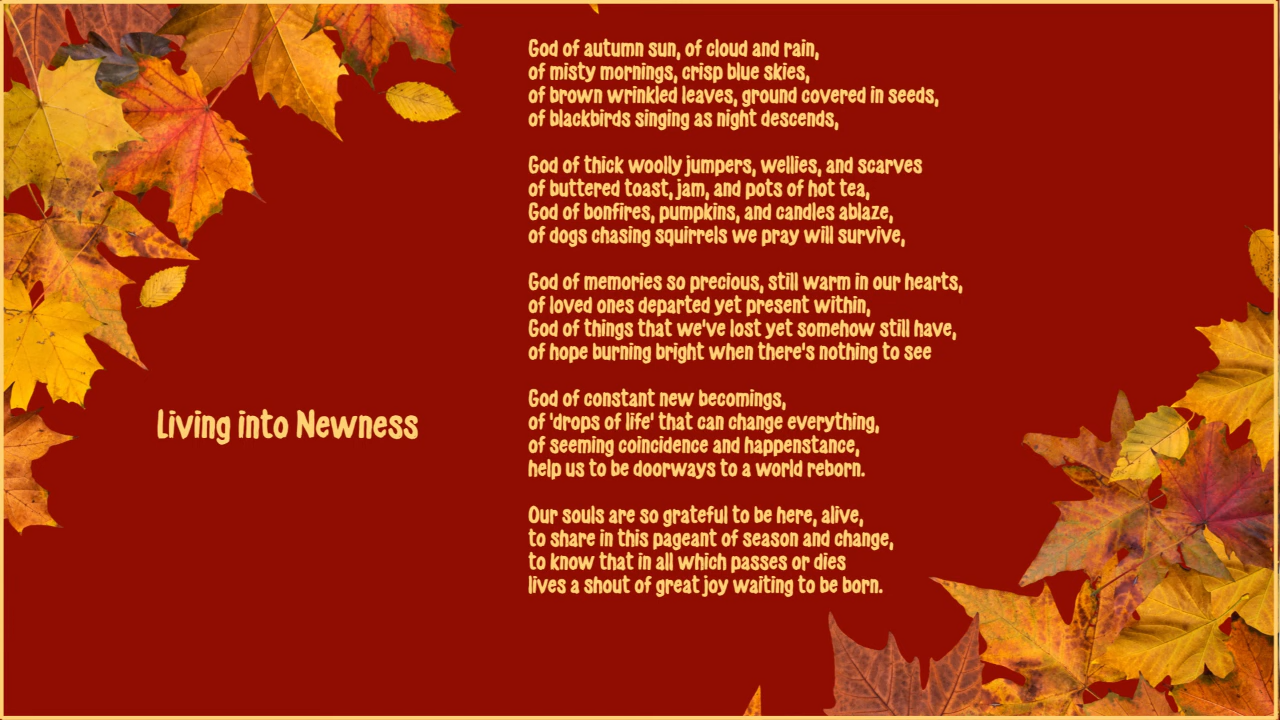 Living into Newness
God of autumn sun, of cloud and rain,
of misty mornings, crisp blue skies,
of brown wrinkled leaves, ground covered in seeds,
of blackbirds singing as night descends,
God of thick woolly jumpers, wellies, and scarves
of buttered toast, jam, and pots of hot tea,
God of bonfires, pumpkins, and candles ablaze,
of dogs chasing squirrels we pray will survive,
God of memories so precious, still warm in our hearts,
of loved ones departed yet present within,
God of things that we've lost yet somehow still have,
of hope burning bright when there's nothing to see
God of constant new becomings,
of 'drops of life' that can change everything,
of seeming coincidence and happenstance,
help us to be doorways to a world reborn.
Our souls are so grateful to be here, alive,
to share in this pageant of season and change,
to know that in all which passes or dies
lives a shout of great joy waiting to be born.